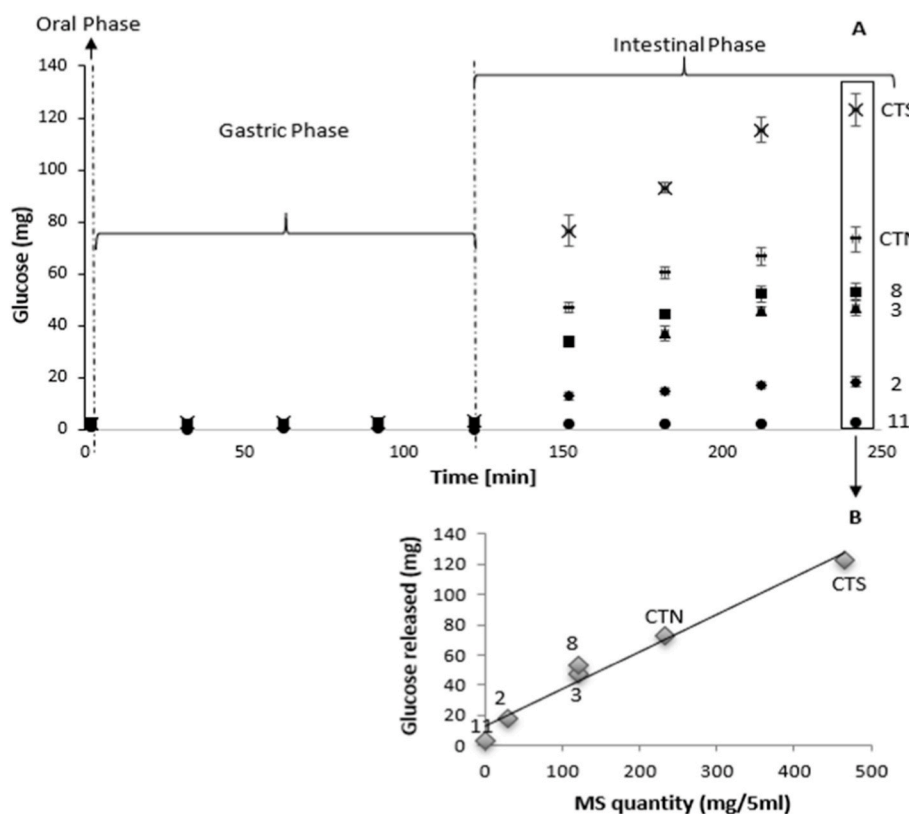 Oral Phase
A
Intestinal Phase
Gastric Phase
140
120
100
80
60
40
20
0
Glucose (mg)
CTS
CTN
8
3
2
11
0
50
100
150
200
250
Time [min]
B
140
120
100
80
60
40
20
0
Glucose released (mg)
CTS
CTN
8
3
2
11
0
100
200
300
400
500
MS quantity (mg/5ml)